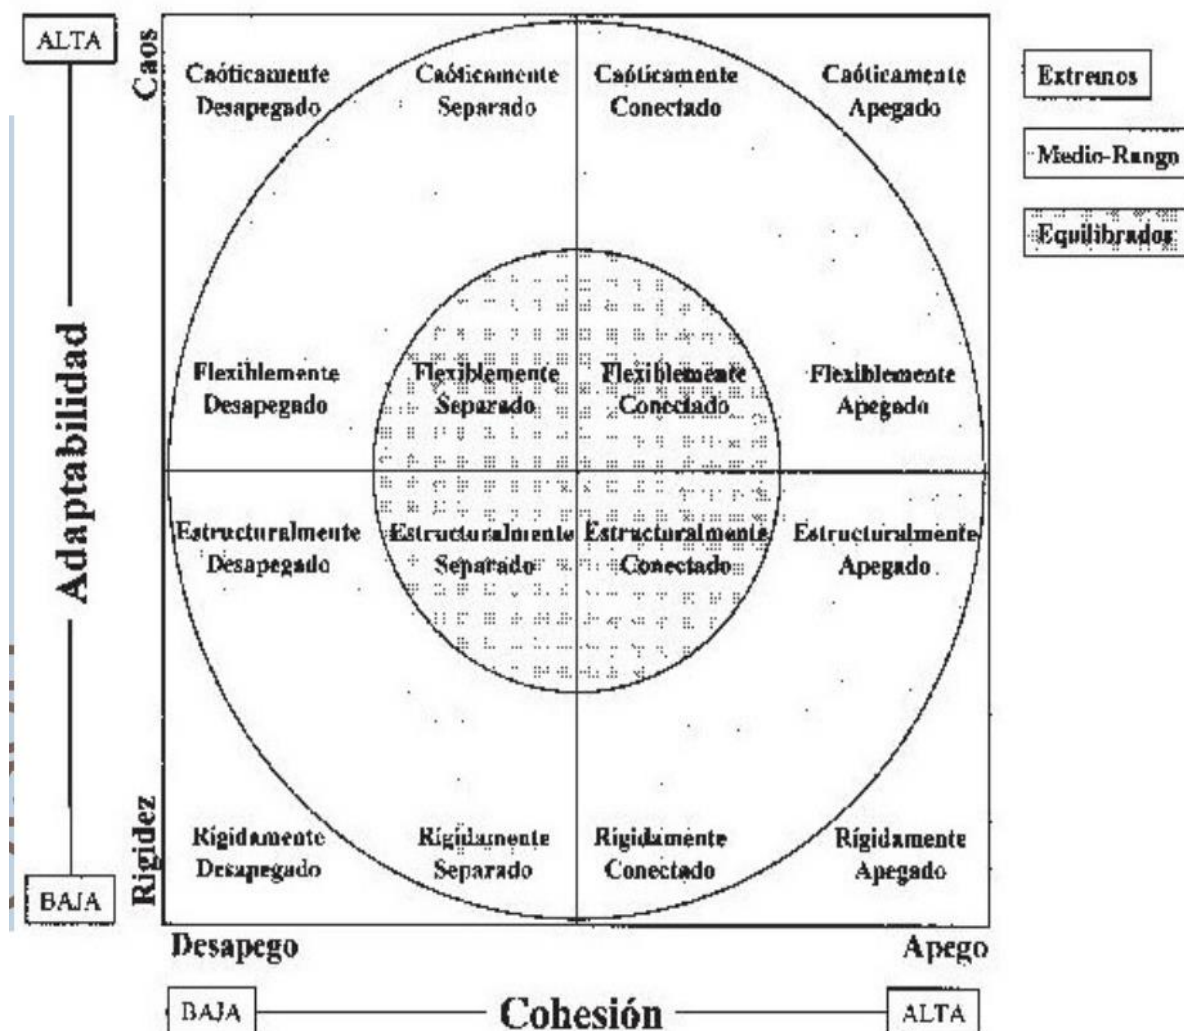 ALTA
Caos
Caóticamente
Desapegado
Caóticamente
Separado
Caóticamente
Conectado
Caóticamente
Apegado
Extremos
Medio-Rango
Equilibrados
Adaptabilidad
Flexiblemente
Desapegado
Flexiblemente
Separado
Flexiblemente
Conectado
Flexiblemente
Apegado
Estructuralmente
Desapegado
Estructuralmente
Separado
Estructuralmente
Conectado
Estructuralmente
Apegado
Rigidez
Rígidamente
Desapegado
Rígidamente
Separado
Rígidamente
Conectado
Rígidamente
Apegado
BAJA
Desapego
Apego
BAJA
Cohesión
ALTA